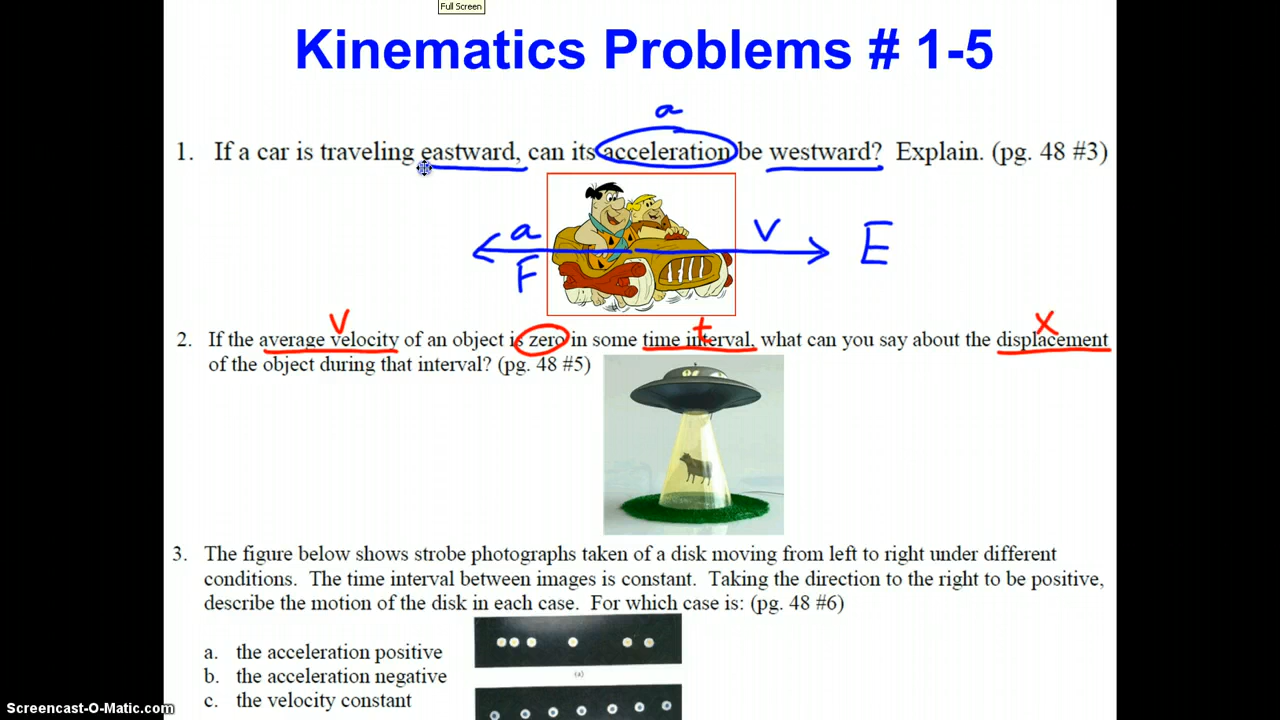 Full Screen
Kinematics Problems # 1-5
a
1. If a car is traveling eastward, can its acceleration be westward? Explain. (pg. 48 #3)
a
V
E
F
V
t
x
2. If the average velocity of an object is zero in some time interval, what can you say about the displacement
of the object during that interval? (pg. 48 #5)
3. The figure below shows strobe photographs taken of a disk moving from left to right under different
conditions. The time interval between images is constant. Taking the direction to the right to be positive,
describe the motion of the disk in each case. For which case is: (pg. 48 #6)
a. the acceleration positive
b. the acceleration negative
c. the velocity constant
(a)
Screencast-O-Matic.com